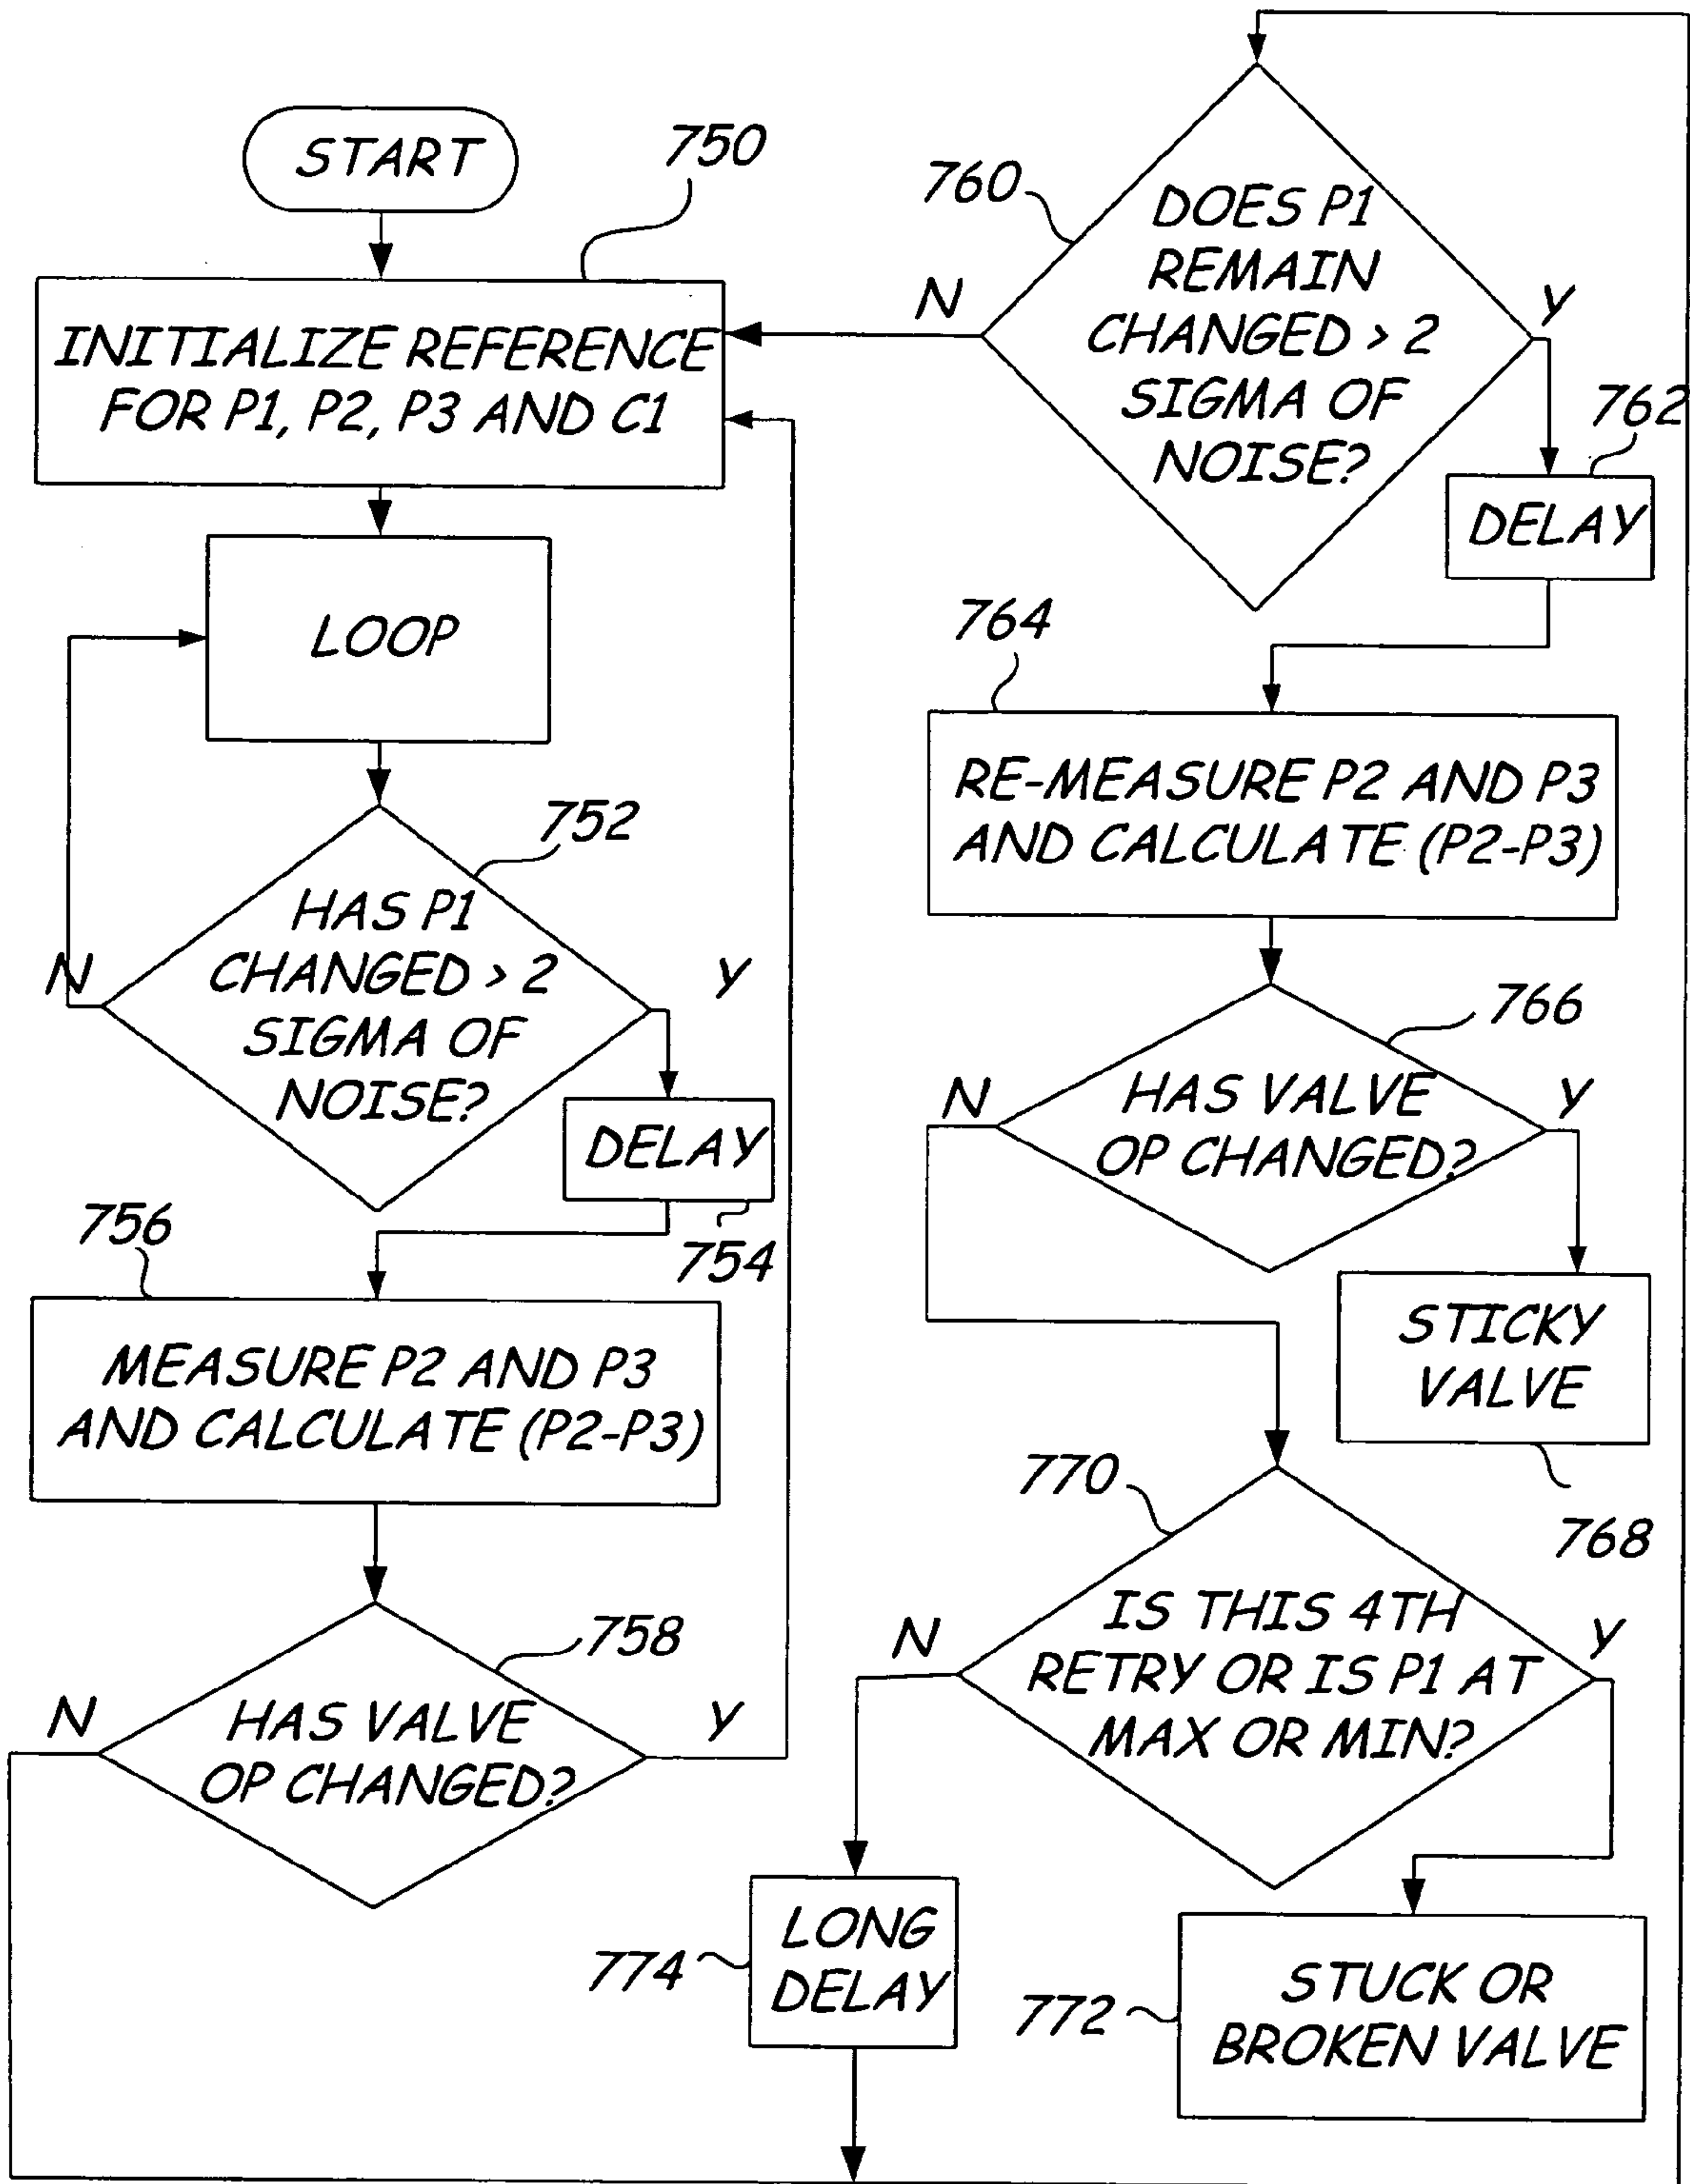 START
750
INITIALIZE REFERENCE
FOR P1, P2, P3 AND C1
LOOP
752
HAS P1
CHANGED > 2
SIGMA OF
NOISE?
N
Y
DELAY
754
756
MEASURE P2 AND P3
AND CALCULATE (P2-P3)
758
HAS VALVE
OP CHANGED?
N
Y
760
DOES P1
REMAIN
CHANGED > 2
SIGMA OF
NOISE?
N
Y
762
DELAY
764
RE-MEASURE P2 AND P3
AND CALCULATE (P2-P3)
766
HAS VALVE
OP CHANGED?
N
Y
STICKY
VALVE
768
770
IS THIS 4TH
RETRY OR IS P1 AT
MAX OR MIN?
N
Y
LONG
DELAY
774
STUCK OR
BROKEN VALVE
772